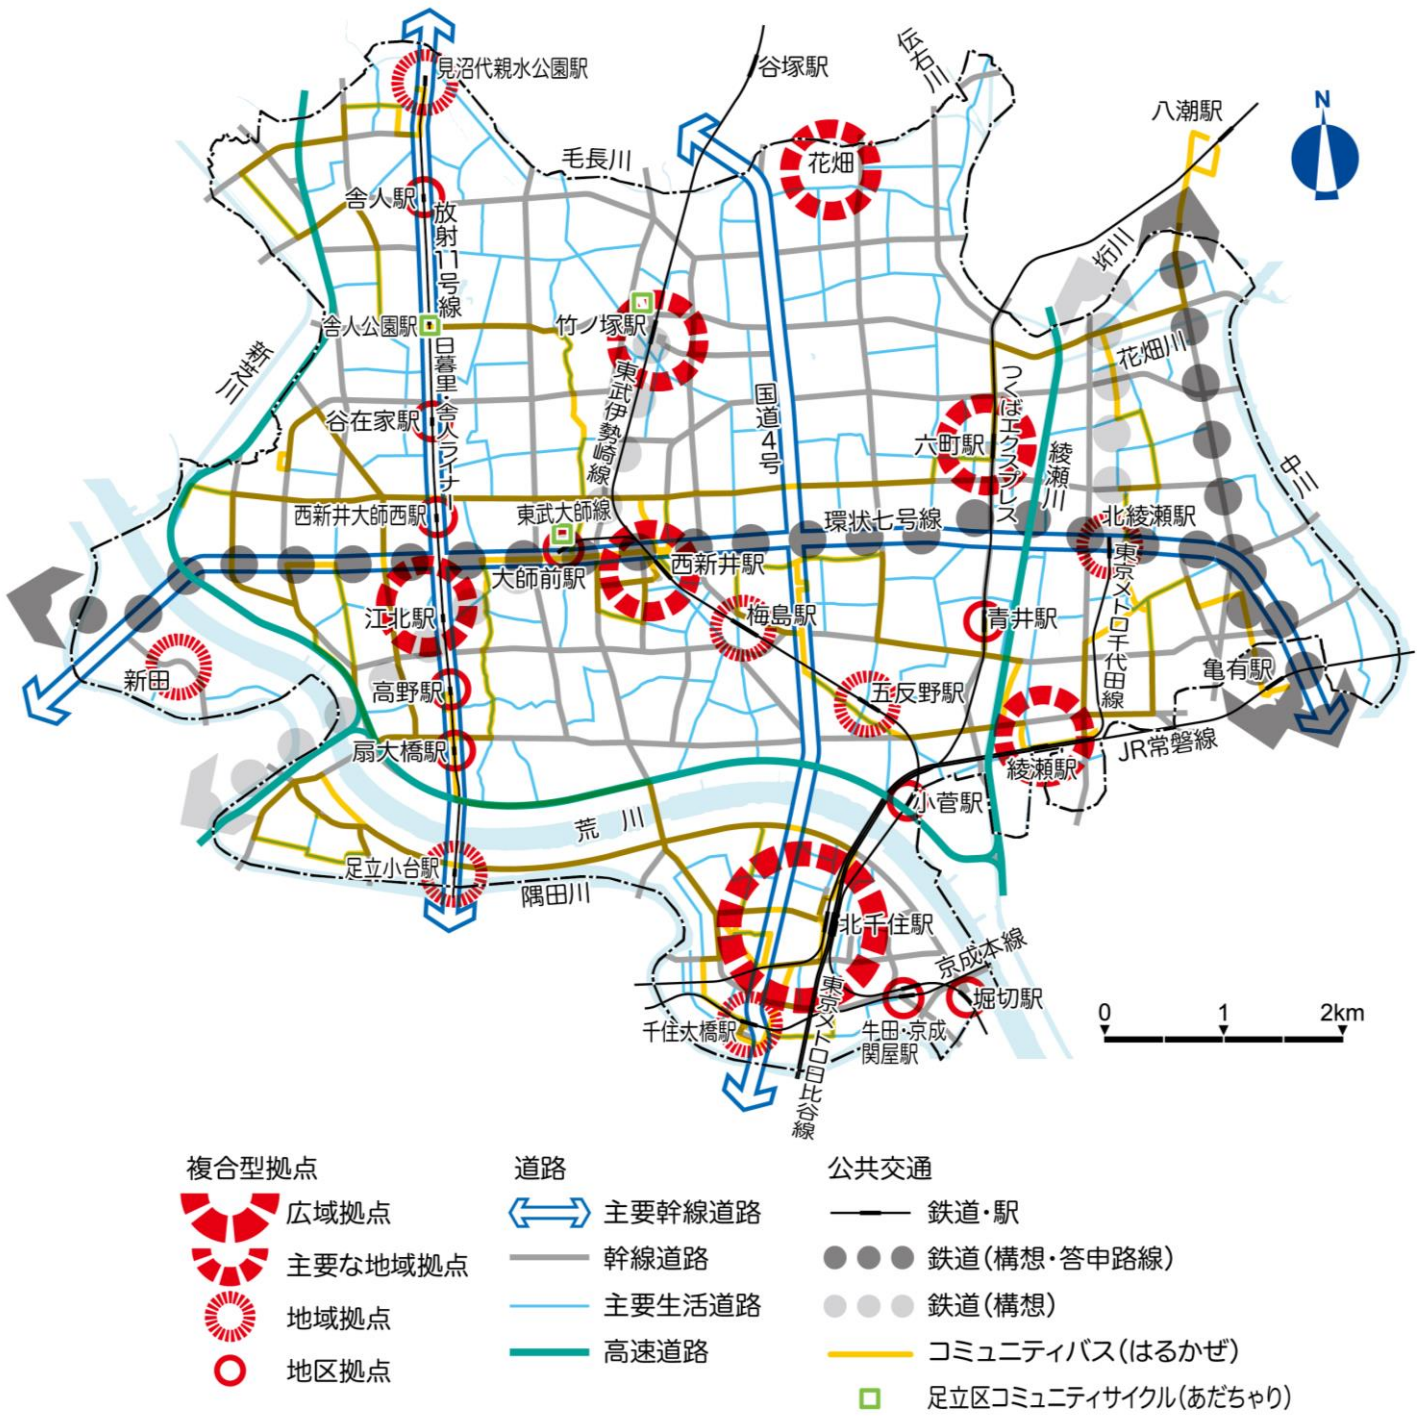 見沼代親水公園駅
谷塚駅
伝右川
八潮駅
N
毛長川
花畑
舎人駅
放射11号線
垳川
舎人公園駅
竹ノ塚駅
花畑川
新芝川
日暮里・舎人ライナー
東武伊勢崎線
国道4号
つくばエクスプレス
谷在家駅
六町駅
綾瀬川
中川
西新井大師西駅
東武大師線
環状七号線
北綾瀬駅
大師前駅
西新井駅
東京メトロ千代田線
江北駅
梅島駅
青井駅
新田
高野駅
五反野駅
亀有駅
扇大橋駅
綾瀬駅
JR常磐線
小菅駅
荒川
足立小台駅
隅田川
北千住駅
京成本線
東京メトロ日比谷線
堀切駅
千住大橋駅
牛田・京成
関屋駅
0 1 2km
複合型拠点
広域拠点
主要な地域拠点
地域拠点
地区拠点
道路
主要幹線道路
幹線道路
主要生活道路
高速道路
公共交通
鉄道・駅
鉄道（構想・答申路線）
鉄道（構想）
コミュニティバス（はるかぜ）
足立区コミュニティサイクル（あだちゃり）